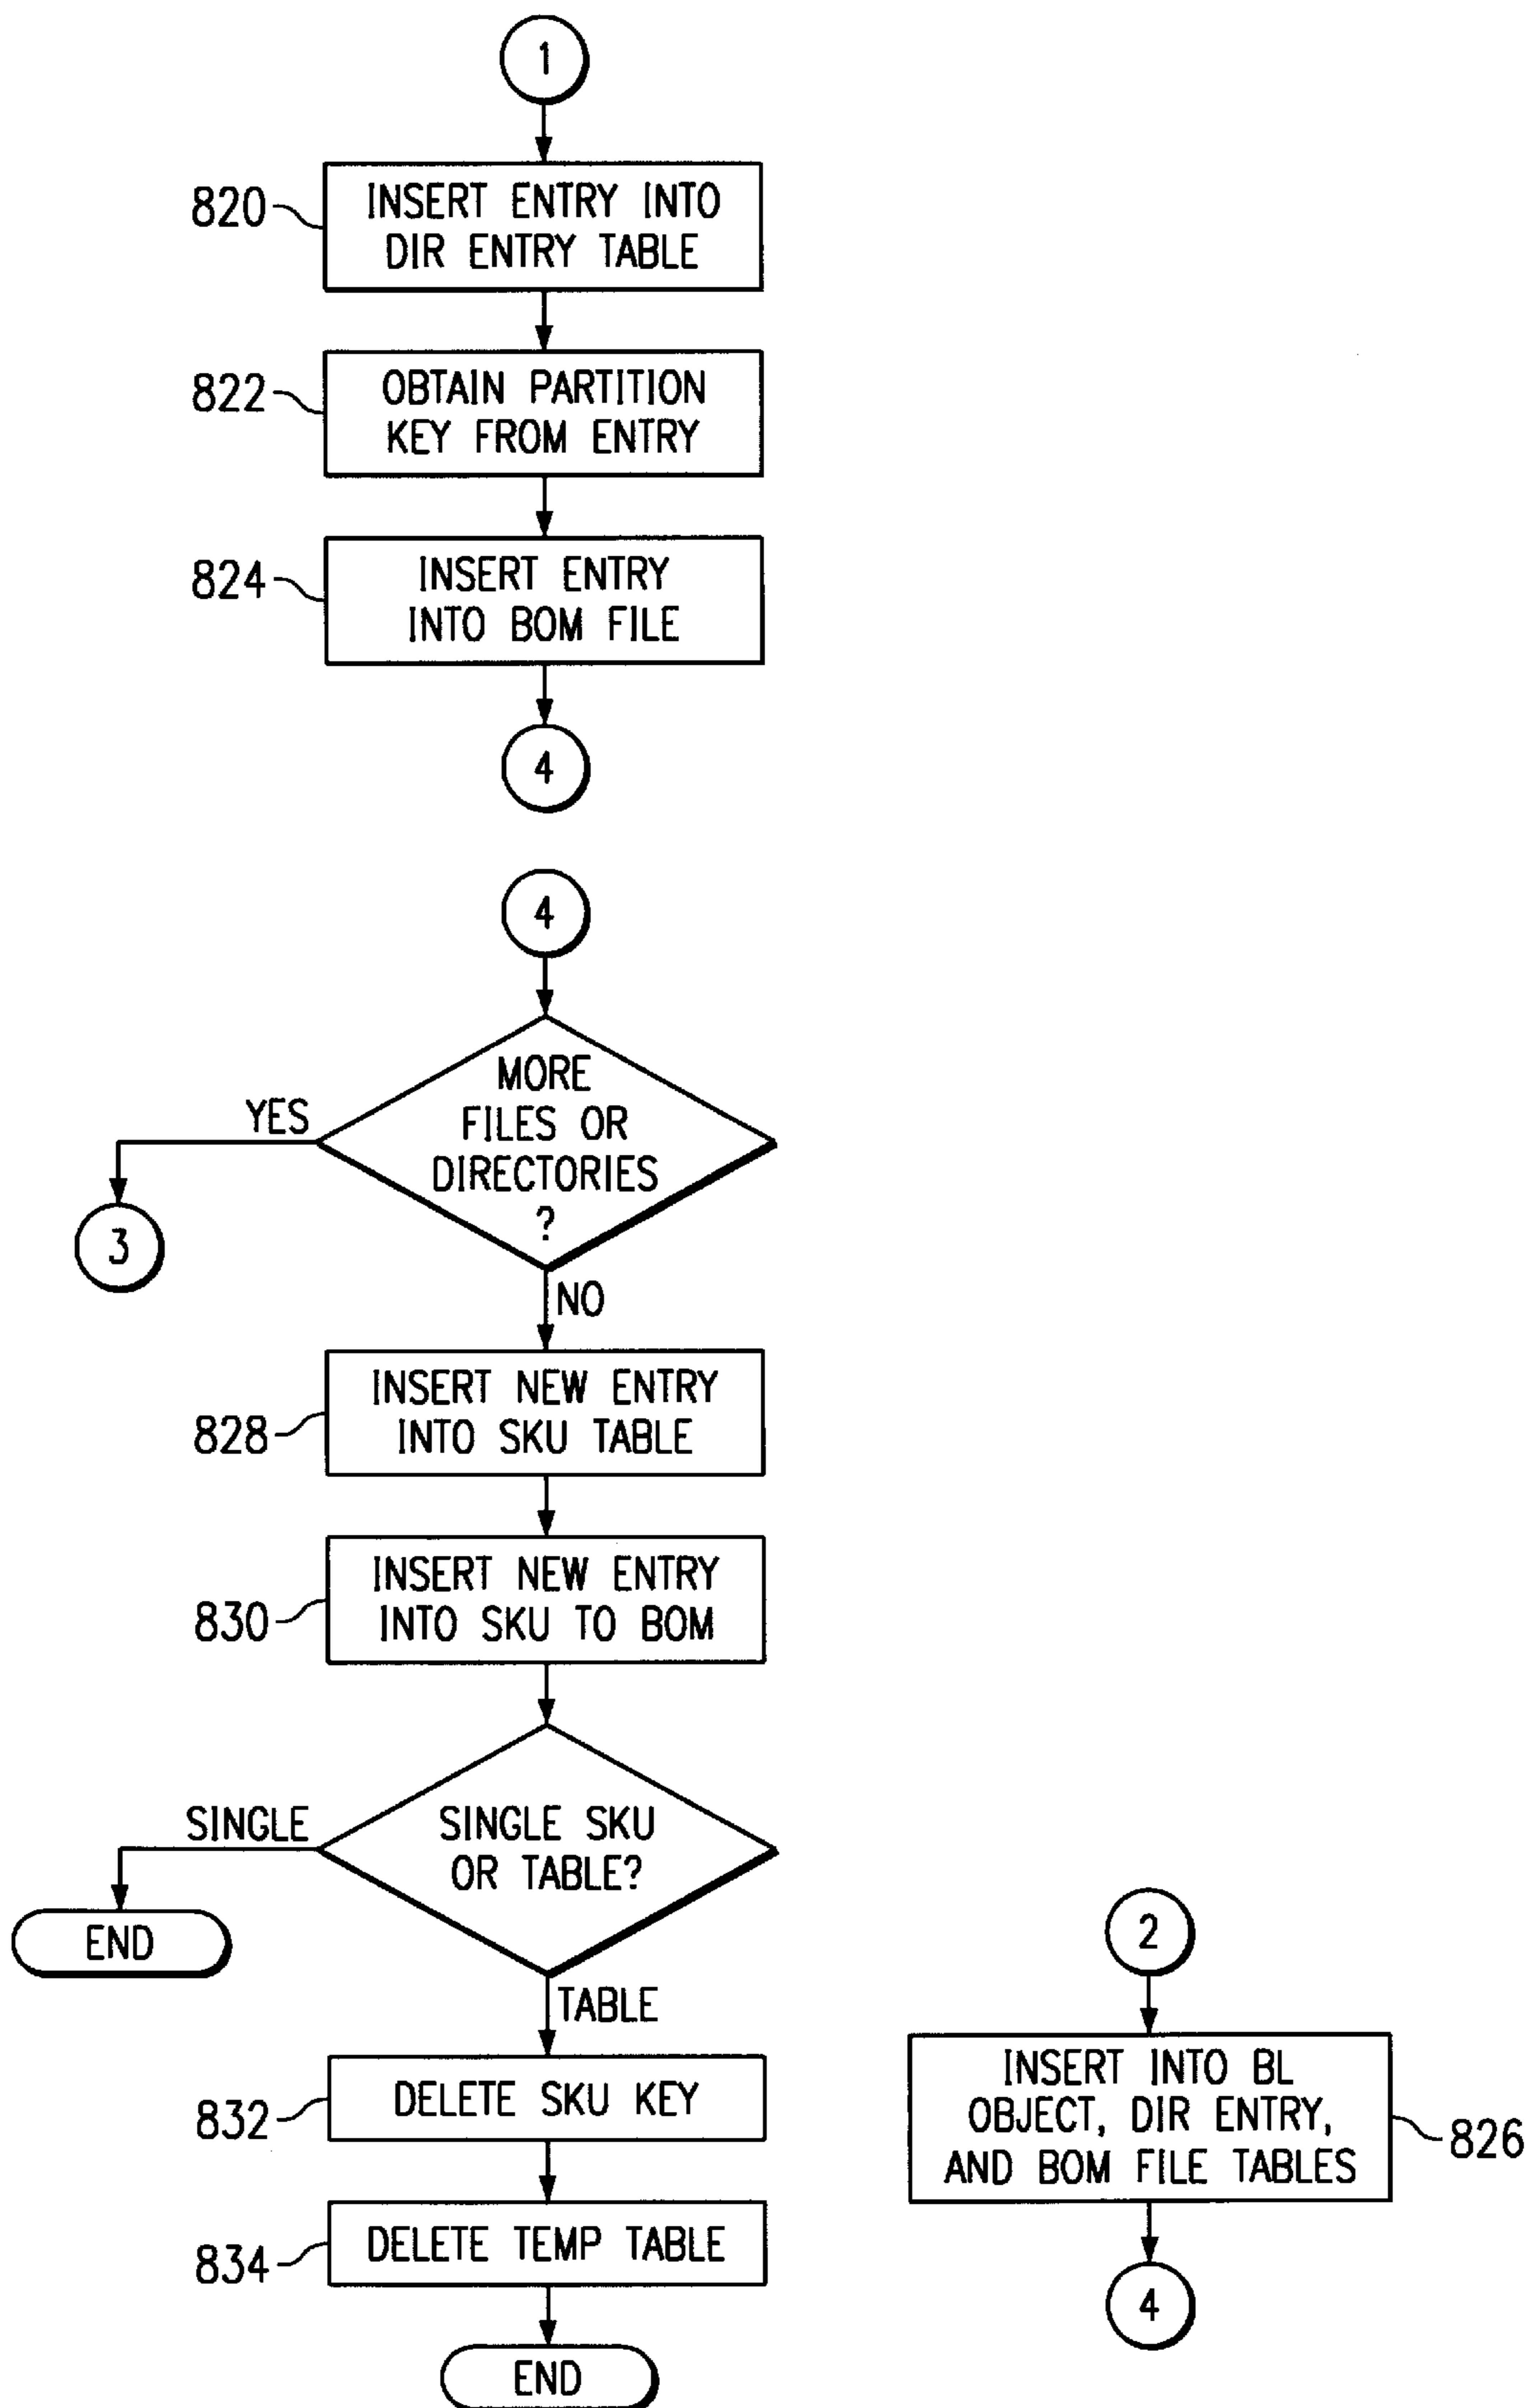 1
820
INSERT ENTRY INTO
DIR ENTRY TABLE
822
OBTAIN PARTITION
KEY FROM ENTRY
824
INSERT ENTRY
INTO BOM FILE
4
4
MORE
FILES OR
DIRECTORIES
?
YES
3
NO
828
INSERT NEW ENTRY
INTO SKU TABLE
830
INSERT NEW ENTRY
INTO SKU TO BOM
SINGLE SKU
OR TABLE?
SINGLE
END
TABLE
832
DELETE SKU KEY
834
DELETE TEMP TABLE
END
2
INSERT INTO BL
OBJECT, DIR ENTRY,
AND BOM FILE TABLES
826
4